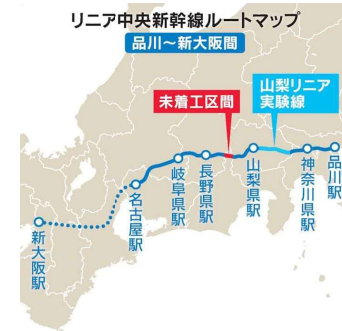 リニア中央新幹線ルートマップ
品川～新大阪間
山梨リニア
実験線
未着工区間
品川駅
神奈川県駅
山梨県駅
長野県駅
岐阜県駅
名古屋駅
新大阪駅